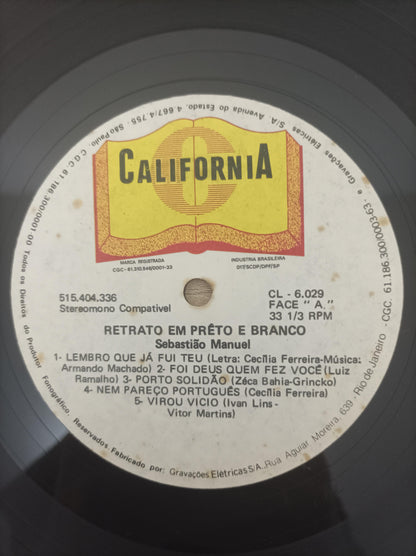 CALIFORNIA
MARCA REGISTRADA
CGC - 61.210.546/0001-33
INDUSTRIA BRASILEIRA
DITESCDP/DPF/SP
515.404.336
Stereomono Compatível
CL - 6.029
FACE "A."
33 1/3 RPM
RETRATO EM PRÊTO E BRANCO
Sebastião Manuel
1- LEMBRO QUE JÁ FUI TEU (Letra: Cecília Ferreira-Música:
Armando Machado) 2- FOI DEUS QUEM FEZ VOCÊ (Luiz
Ramalho) 3- PORTO SOLIDÃO (Zéca Bahia-Grincko)
4- NEM PAREÇO PORTUGUÊS (Cecília Ferreira)
5- VIROU VICIO (Ivan Lins-
Vitor Martins)
Todos os Direitos do Produtor Fonográfico, Reservados Fabricado por: Gravações Elétricas S/A. Rua Aguiar Moreira 639 - Rio de Janeiro - CGC. 61.186.300/0003-63 - e Gravações Elétricas S/A. Avenida do Estado, 4.667/4.755 - São Paulo - C.G.C. 61.186.300/0001-00